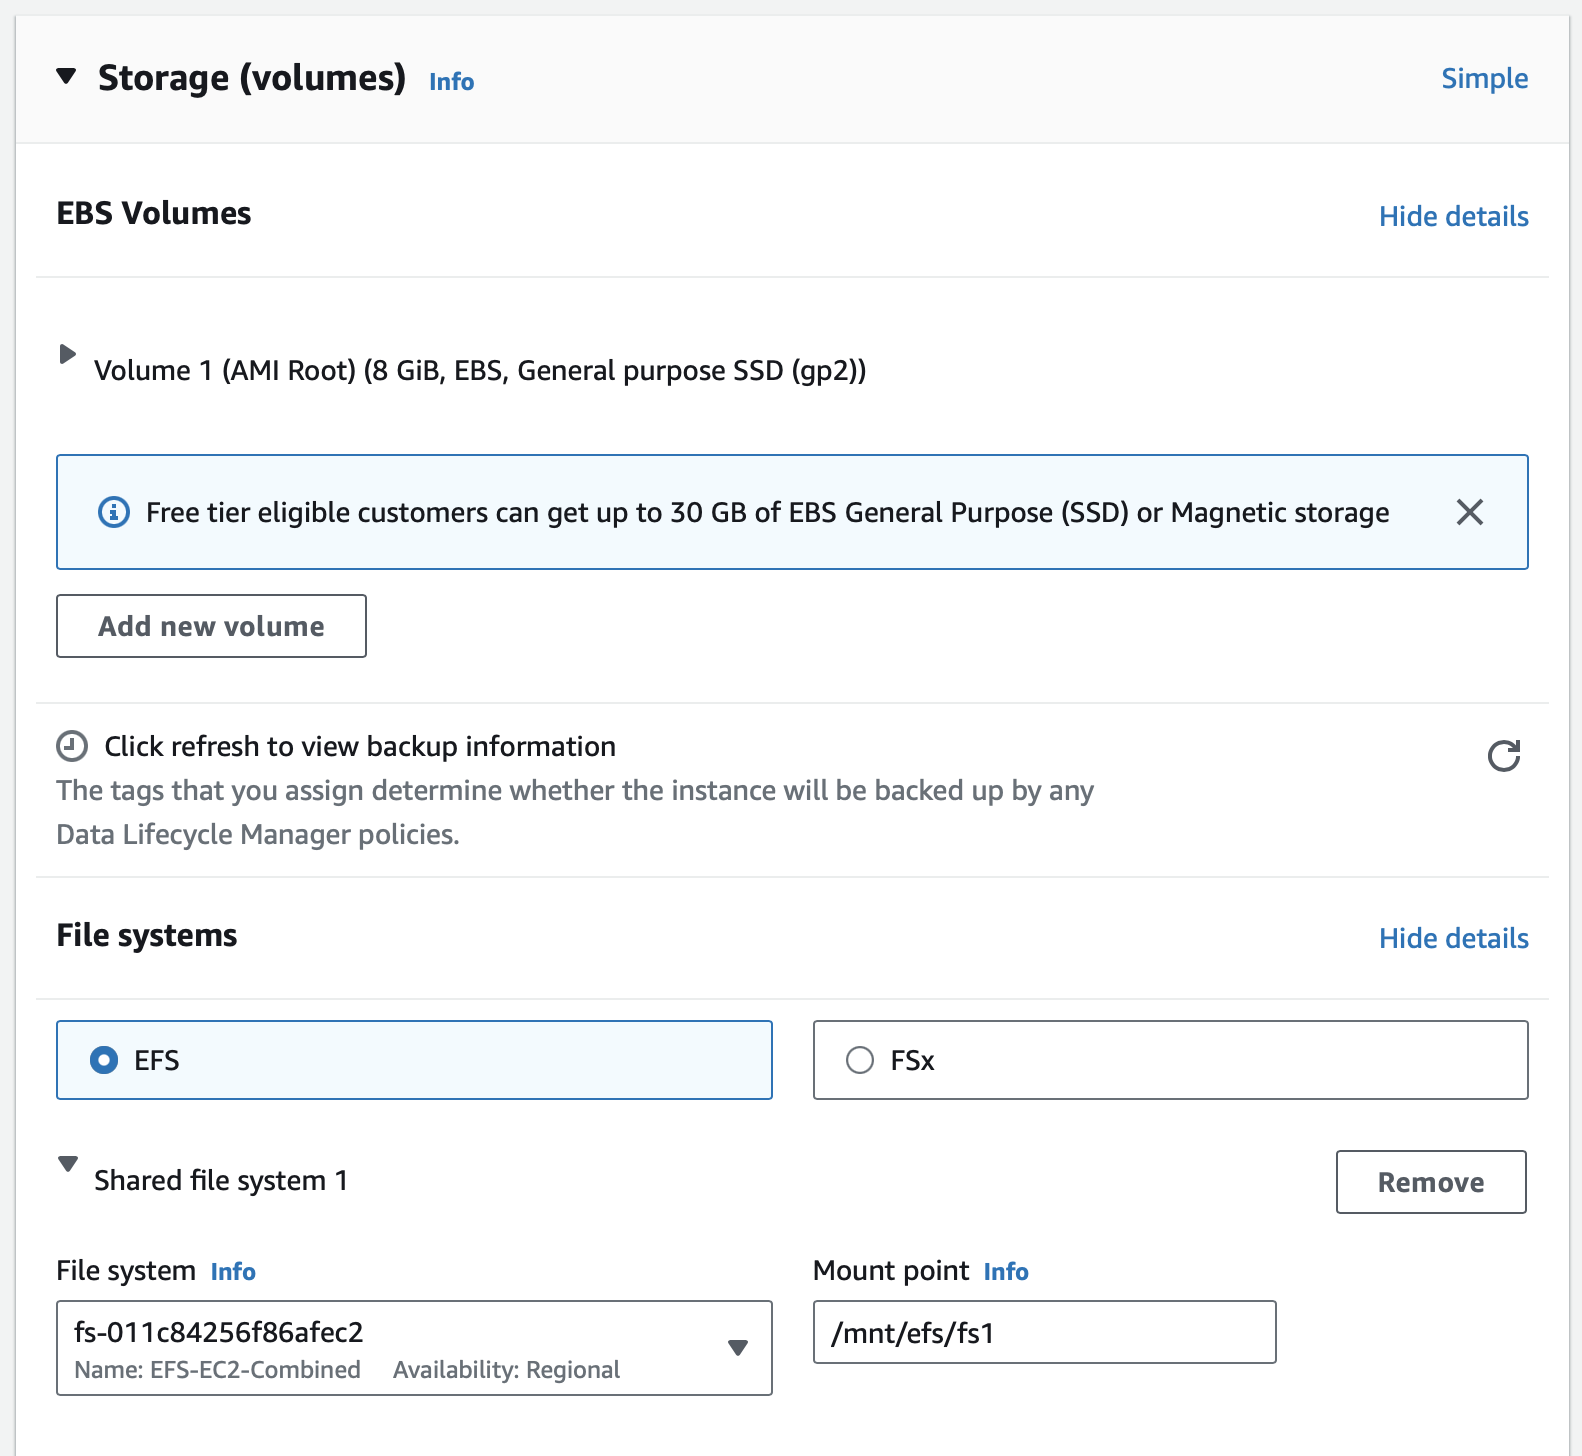 Storage (volumes) Info Simple
EBS Volumes Hide details
Volume 1 (AMI Root) (8 GiB, EBS, General purpose SSD (gp2))
Free tier eligible customers can get up to 30 GB of EBS General Purpose (SSD) or Magnetic storage
Add new volume
Click refresh to view backup information
The tags that you assign determine whether the instance will be backed up by any
Data Lifecycle Manager policies.
File systems Hide details
EFS FSx
Shared file system 1 Remove
File system Info Mount point Info
fs-011c84256f86afec2 /mnt/efs/fs1
Name: EFS-EC2-Combined Availability: Regional